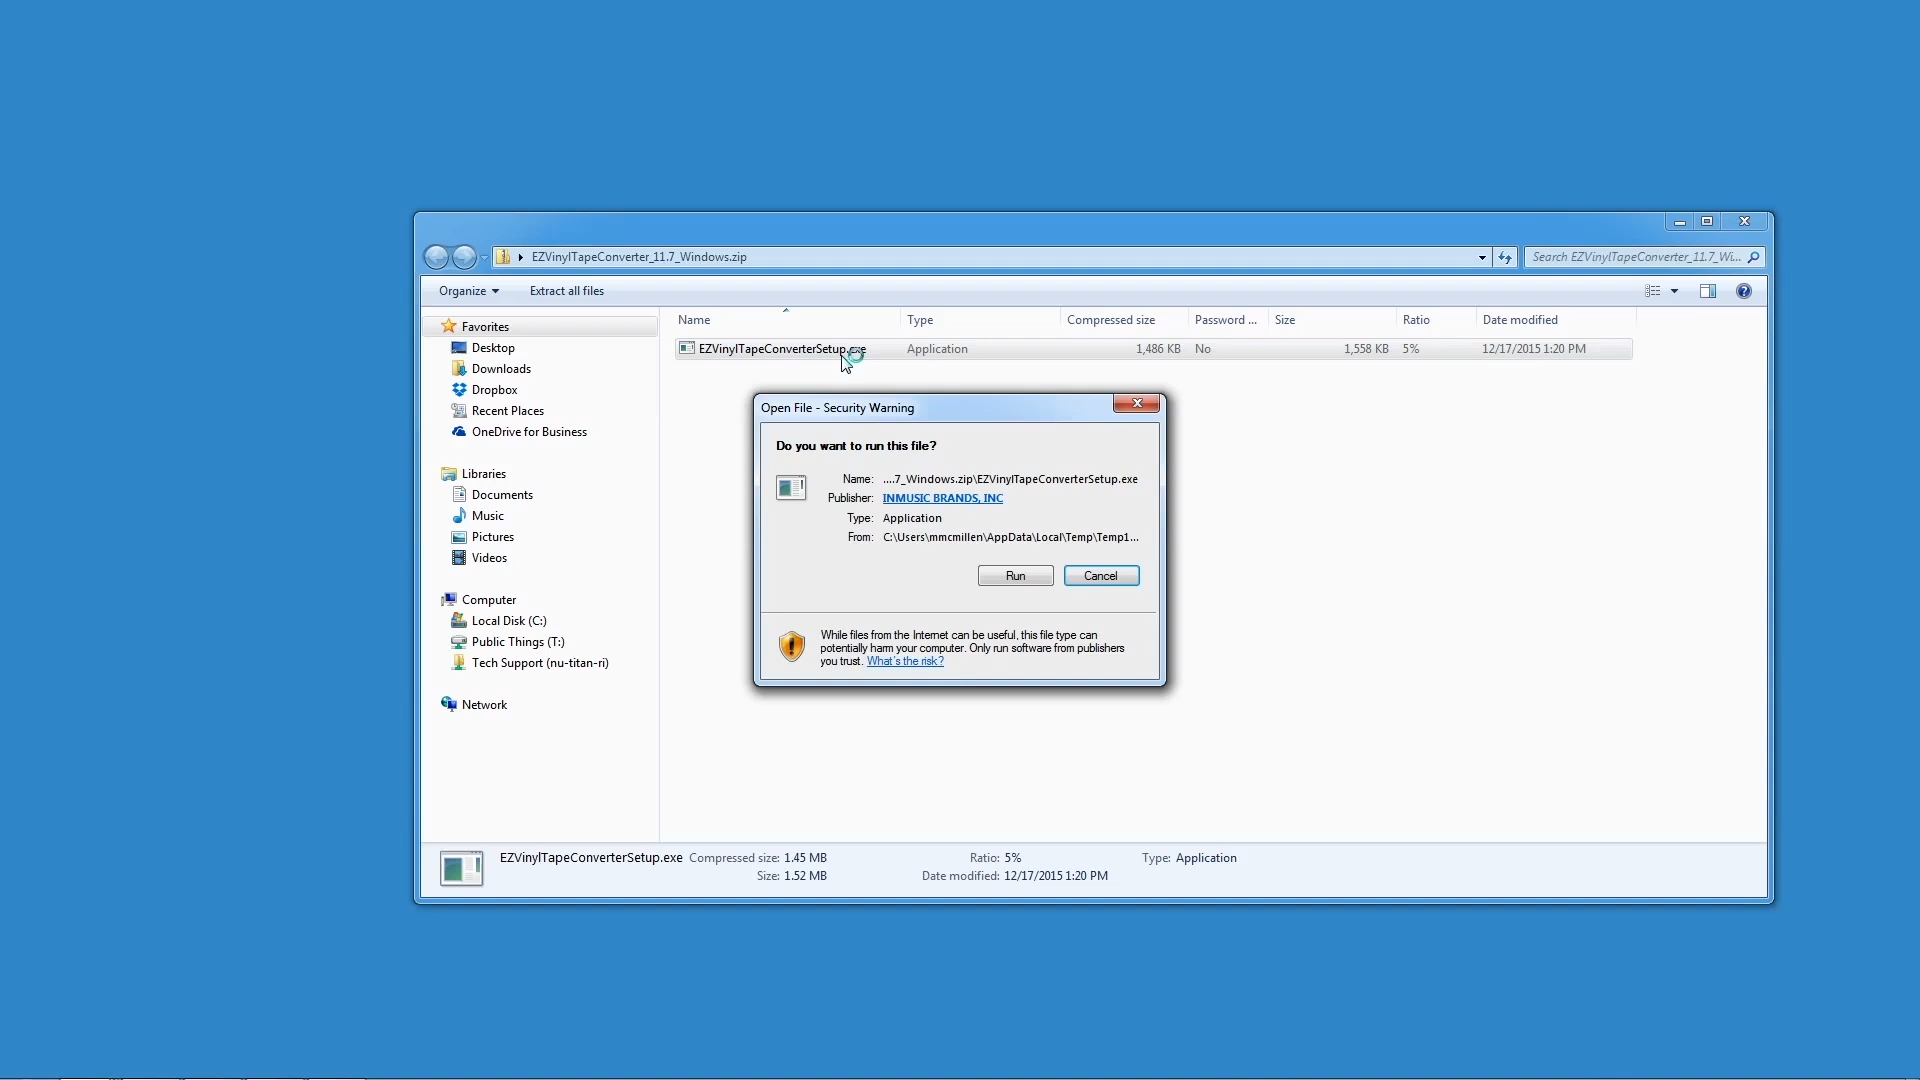 EZVinylTapeConverter_11.7_Windows.zip
Search EZVinylTapeConverter_11.7_Wi...
Organize
Extract all files
Favorites
Desktop
Downloads
Dropbox
Recent Places
OneDrive for Business
Libraries
Documents
Music
Pictures
Videos
Computer
Local Disk (C:)
Public Things (T:)
Tech Support (nu-titan-ri)
Network
Name Type Compressed size Password ... Size Ratio Date modified
EZVinylTapeConverterSetup.exe Application 1,486 KB No 1,558 KB 5% 12/17/2015 1:20 PM
Open File - Security Warning
Do you want to run this file?
Name: ....7_Windows.zip\EZVinylTapeConverterSetup.exe
Publisher: INMUSIC BRANDS, INC
Type: Application
From: C:\Users\mmcmillen\AppData\Local\Temp\Temp1...
Run Cancel
While files from the Internet can be useful, this file type can
potentially harm your computer. Only run software from publishers
you trust. What's the risk?
EZVinylTapeConverterSetup.exe Compressed size: 1.45 MB Ratio: 5% Type: Application
Size: 1.52 MB Date modified: 12/17/2015 1:20 PM